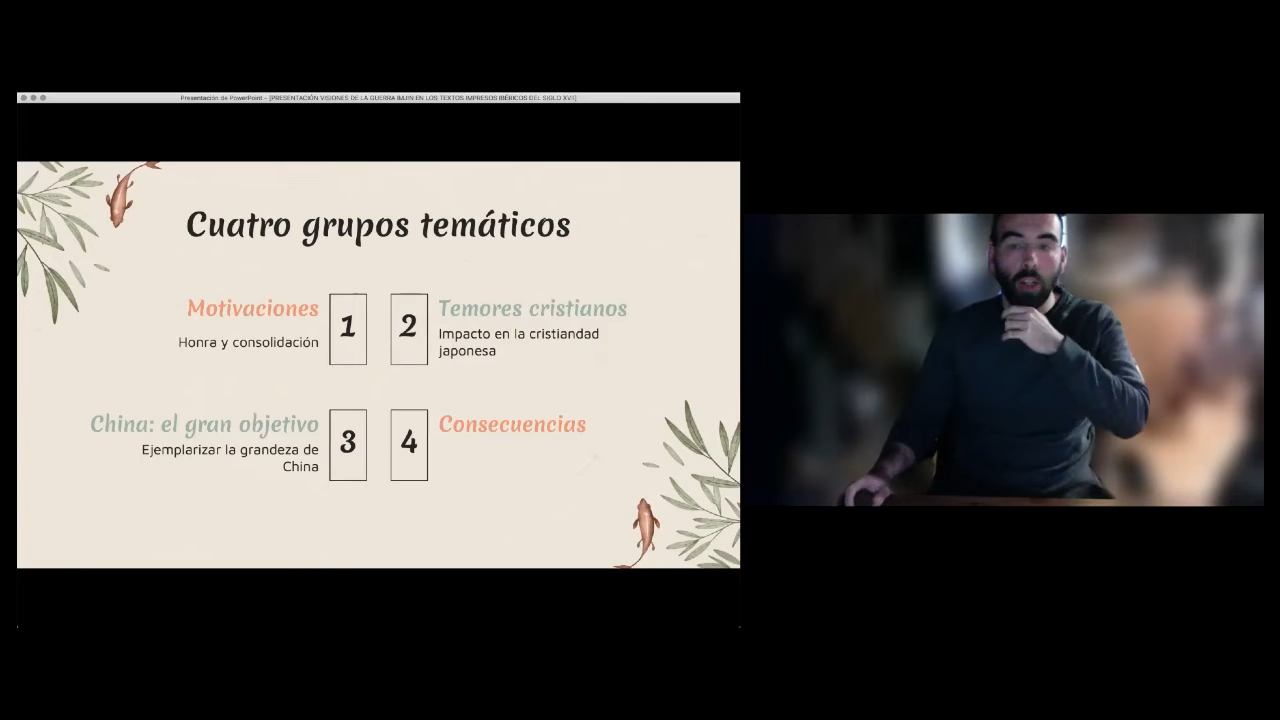 Presentación de PowerPoint - [PRESENTACIÓN VISIONES DE LA GUERRA IMJIN EN LOS TEXTOS IMPRESOS IBÉRICOS DEL SIGLO XVII]
Cuatro grupos temáticos
Motivaciones
Honra y consolidación
1
2
Temores cristianos
Impacto en la cristiandad
japonesa
China: el gran objetivo
Ejemplarizar la grandeza de
China
3
4
Consecuencias